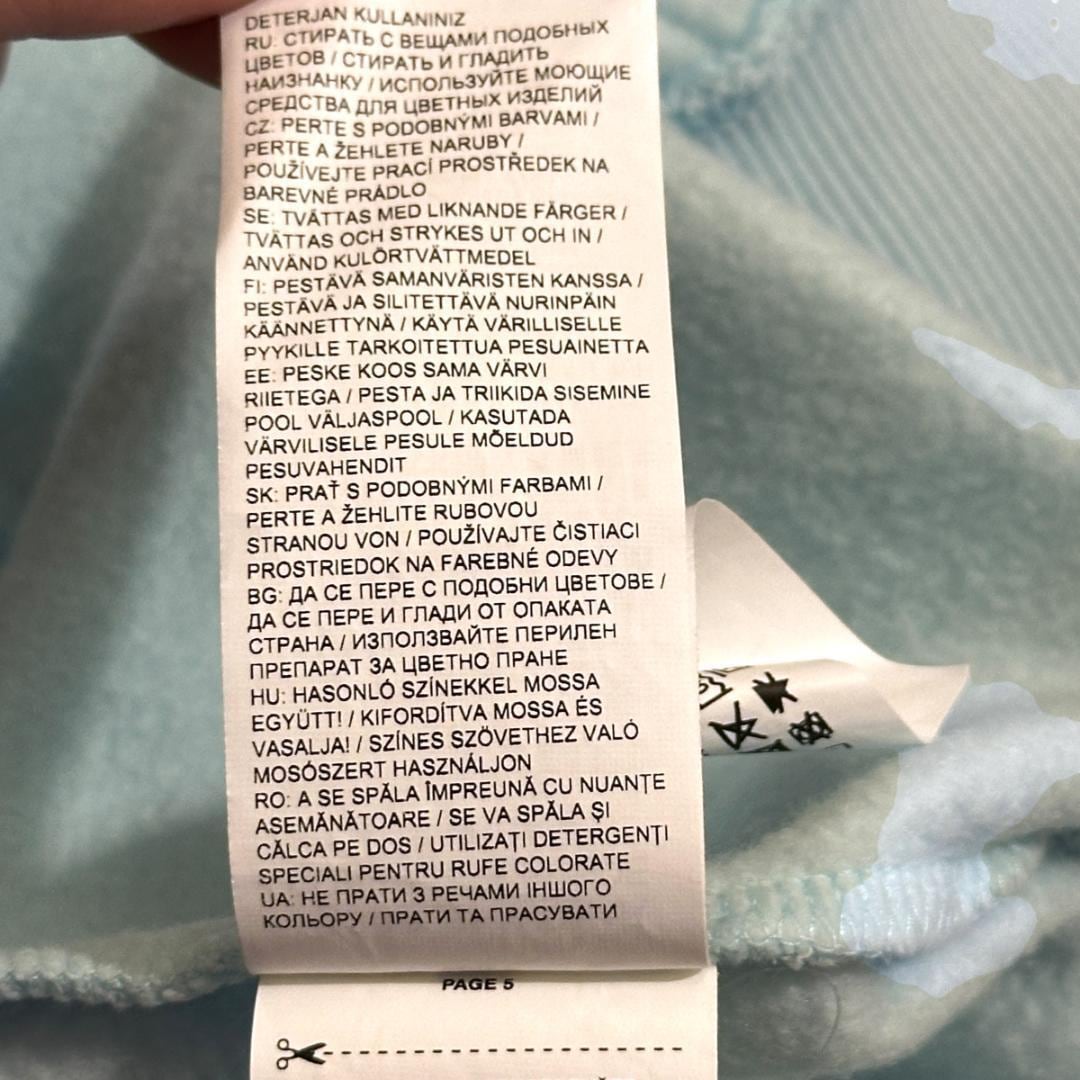 DETERJAN KULLANINIZ
RU: СТИРАТЬ С ВЕЩАМИ ПОДОБНЫХ
ЦВЕТОВ / СТИРАТЬ И ГЛАДИТЬ
НАИЗНАНКУ / ИСПОЛЬЗУЙТЕ МОЮЩИЕ
СРЕДСТВА ДЛЯ ЦВЕТНЫХ ИЗДЕЛИЙ
CZ: PERTE S PODOBNÝMI BARVAMI /
PERTE A ŽEHLETE NARUBY /
POUŽÍVEJTE PRACÍ PROSTŘEDEK NA
BAREVNÉ PRÁDLO
SE: TVÄTTAS MED LIKNANDE FÄRGER /
TVÄTTAS OCH STRYKES UT OCH IN /
ANVÄND KULÖRTVÄTTMEDEL
FI: PESTÄVÄ SAMANVÄRISTEN KANSSA /
PESTÄVÄ JA SILITETTÄVÄ NURINPÄIN
KÄÄNNETTYNÄ / KÄYTÄ VÄRILLISELLE
PYYKILLE TARKOITETTUA PESUAINETTA
EE: PESKE KOOS SAMA VÄRVI
RIIETEGA / PESTA JA TRIIKIDA SISEMINE
POOL VÄLJASPOOL / KASUTADA
VÄRVILISELE PESULE MÕELDUD
PESUVAHENDIT
SK: PRAŤ S PODOBNÝMI FARBAMI /
PERTE A ŽEHLITE RUBOVOU
STRANOU VON / POUŽÍVAJTE ČISTIACI
PROSTRIEDOK NA FAREBNÉ ODEVY
BG: ДА СЕ ПЕРЕ С ПОДОБНИ ЦВЕТОВЕ /
ДА СЕ ПЕРЕ И ГЛАДИ ОТ ОПАКАТА
СТРАНА / ИЗПОЛЗВАЙТЕ ПЕРИЛЕН
ПРЕПАРАТ ЗА ЦВЕТНО ПРАНЕ
HU: HASONLÓ SZÍNEKKEL MOSSA
EGYÜTT! / KIFORDÍTVA MOSSA ÉS
VASALJA! / SZÍNES SZÖVETHEZ VALÓ
MOSÓSZERT HASZNÁLJON
RO: A SE SPĂLA ÎMPREUNĂ CU NUANȚE
ASEMĂNĂTOARE / SE VA SPĂLA ȘI
CĂLCA PE DOS / UTILIZAȚI DETERGENȚI
SPECIALI PENTRU RUFE COLORATE
UA: НЕ ПРАТИ З РЕЧАМИ ІНШОГО
КОЛЬОРУ / ПРАТИ ТА ПРАСУВАТИ
PAGE 5